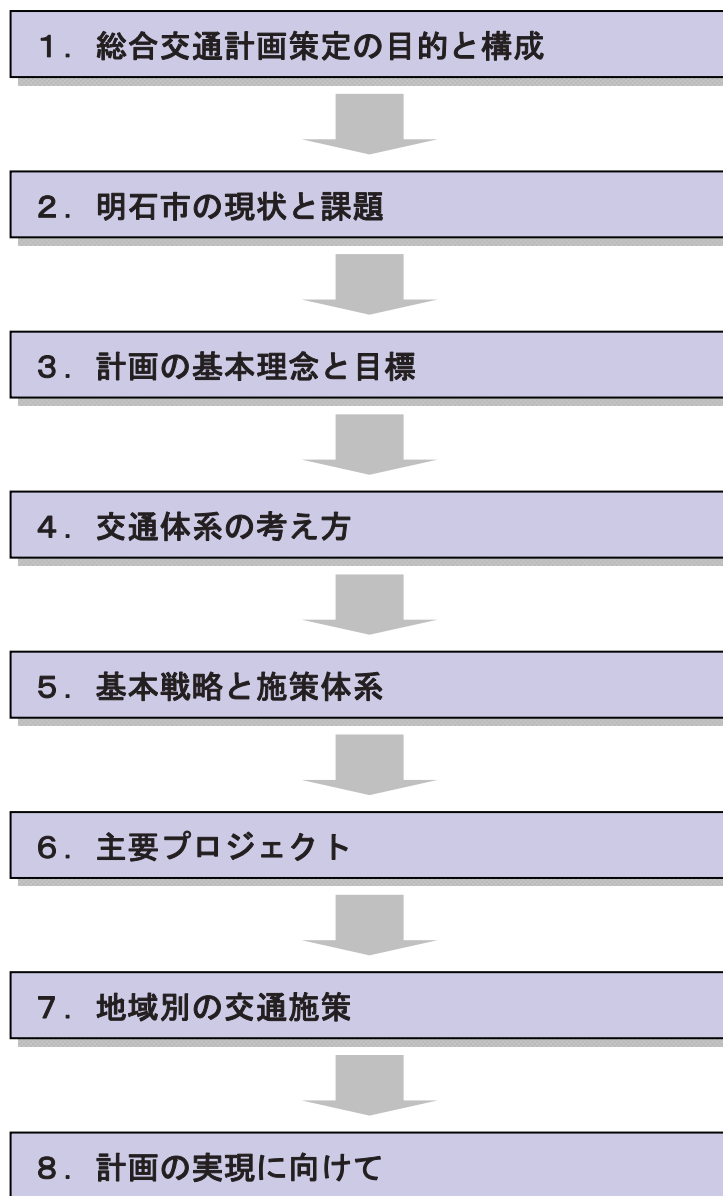 １．総合交通計画策定の目的と構成
２．明石市の現状と課題
３．計画の基本理念と目標
４．交通体系の考え方
５．基本戦略と施策体系
６．主要プロジェクト
７．地域別の交通施策
８．計画の実現に向けて